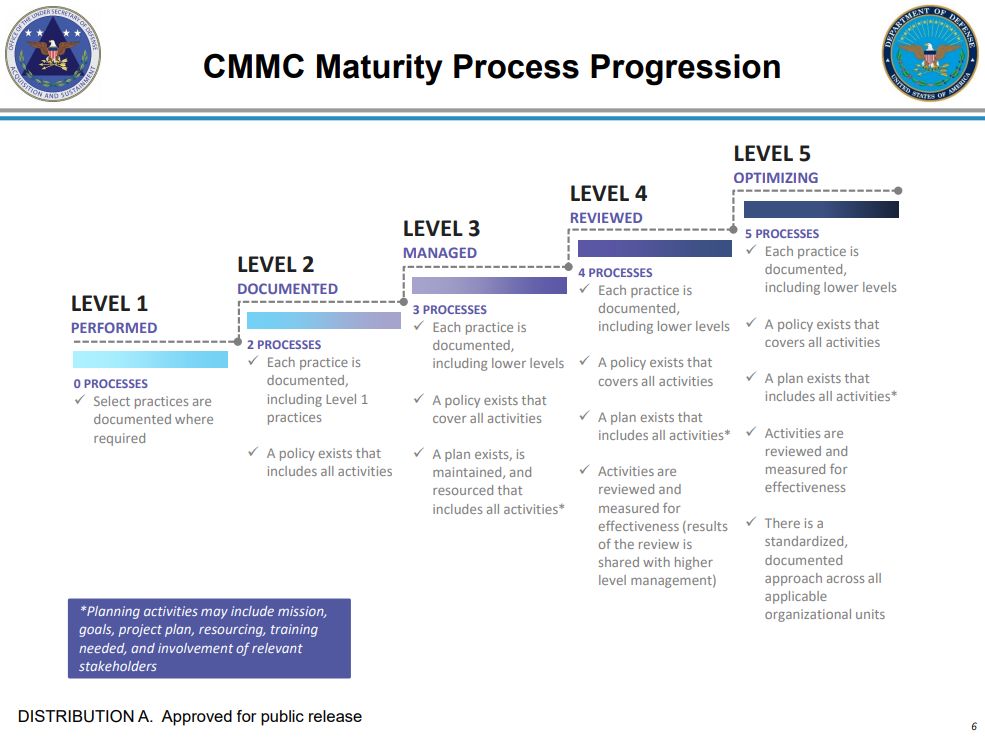 OFFICE OF THE UNDER SECRETARY OF DEFENSE
ACQUISITION AND SUSTAINMENT
CMMC Maturity Process Progression
DEPARTMENT OF DEFENSE
UNITED STATES OF AMERICA
LEVEL 1
PERFORMED
0 PROCESSES
✓ Select practices are
documented where
required
LEVEL 2
DOCUMENTED
2 PROCESSES
✓ Each practice is
documented,
including Level 1
practices
✓ A policy exists that
includes all activities
LEVEL 3
MANAGED
3 PROCESSES
✓ Each practice is
documented,
including lower levels
✓ A policy exists that
cover all activities
✓ A plan exists, is
maintained, and
resourced that
includes all activities*
LEVEL 4
REVIEWED
4 PROCESSES
✓ Each practice is
documented,
including lower levels
✓ A policy exists that
covers all activities
✓ A plan exists that
includes all activities*
✓ Activities are
reviewed and
measured for
effectiveness (results
of the review is
shared with higher
level management)
LEVEL 5
OPTIMIZING
5 PROCESSES
✓ Each practice is
documented,
including lower levels
✓ A policy exists that
covers all activities
✓ A plan exists that
includes all activities*
✓ Activities are
reviewed and
measured for
effectiveness
✓ There is a
standardized,
documented
approach across all
applicable
organizational units
*Planning activities may include mission,
goals, project plan, resourcing, training
needed, and involvement of relevant
stakeholders
DISTRIBUTION A. Approved for public release
6